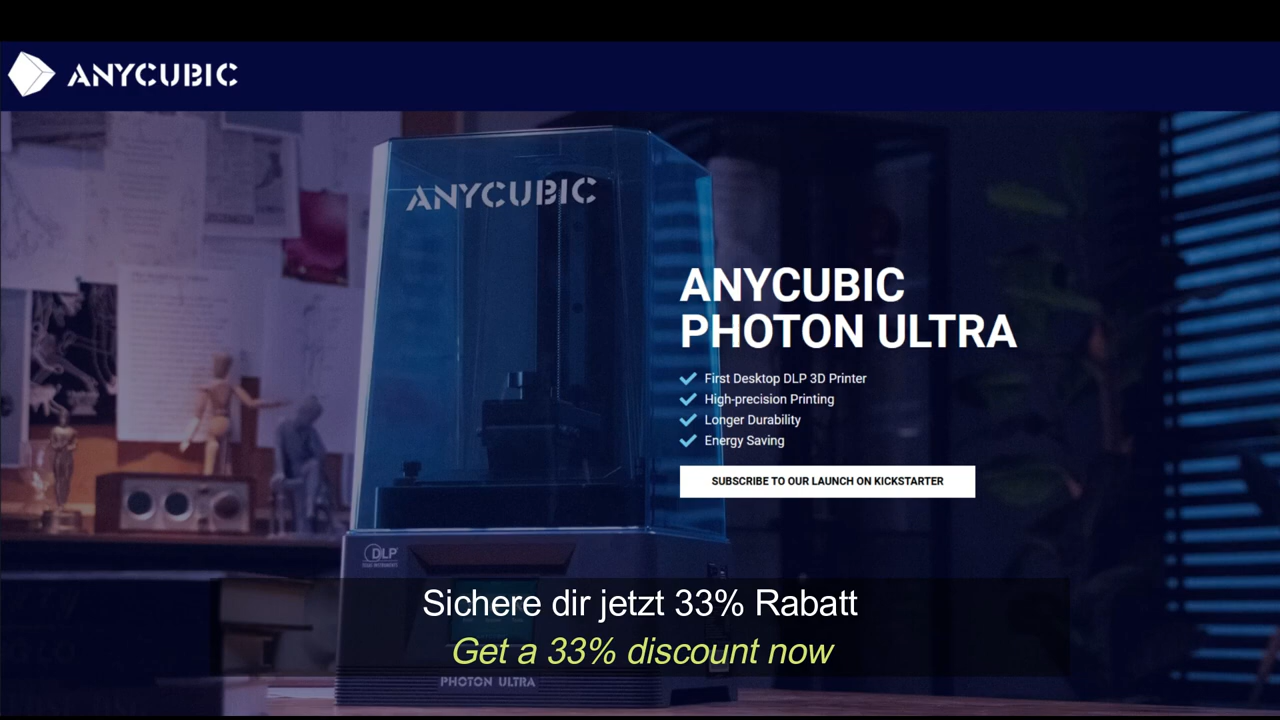 ANYCUBIC
ANYCUBIC
ANYCUBIC
PHOTON ULTRA
First Desktop DLP 3D Printer
High-precision Printing
Longer Durability
Energy Saving
SUBSCRIBE TO OUR LAUNCH ON KICKSTARTER
DLP
Sichere dir jetzt 33% Rabatt
Get a 33% discount now
PHOTON ULTRA